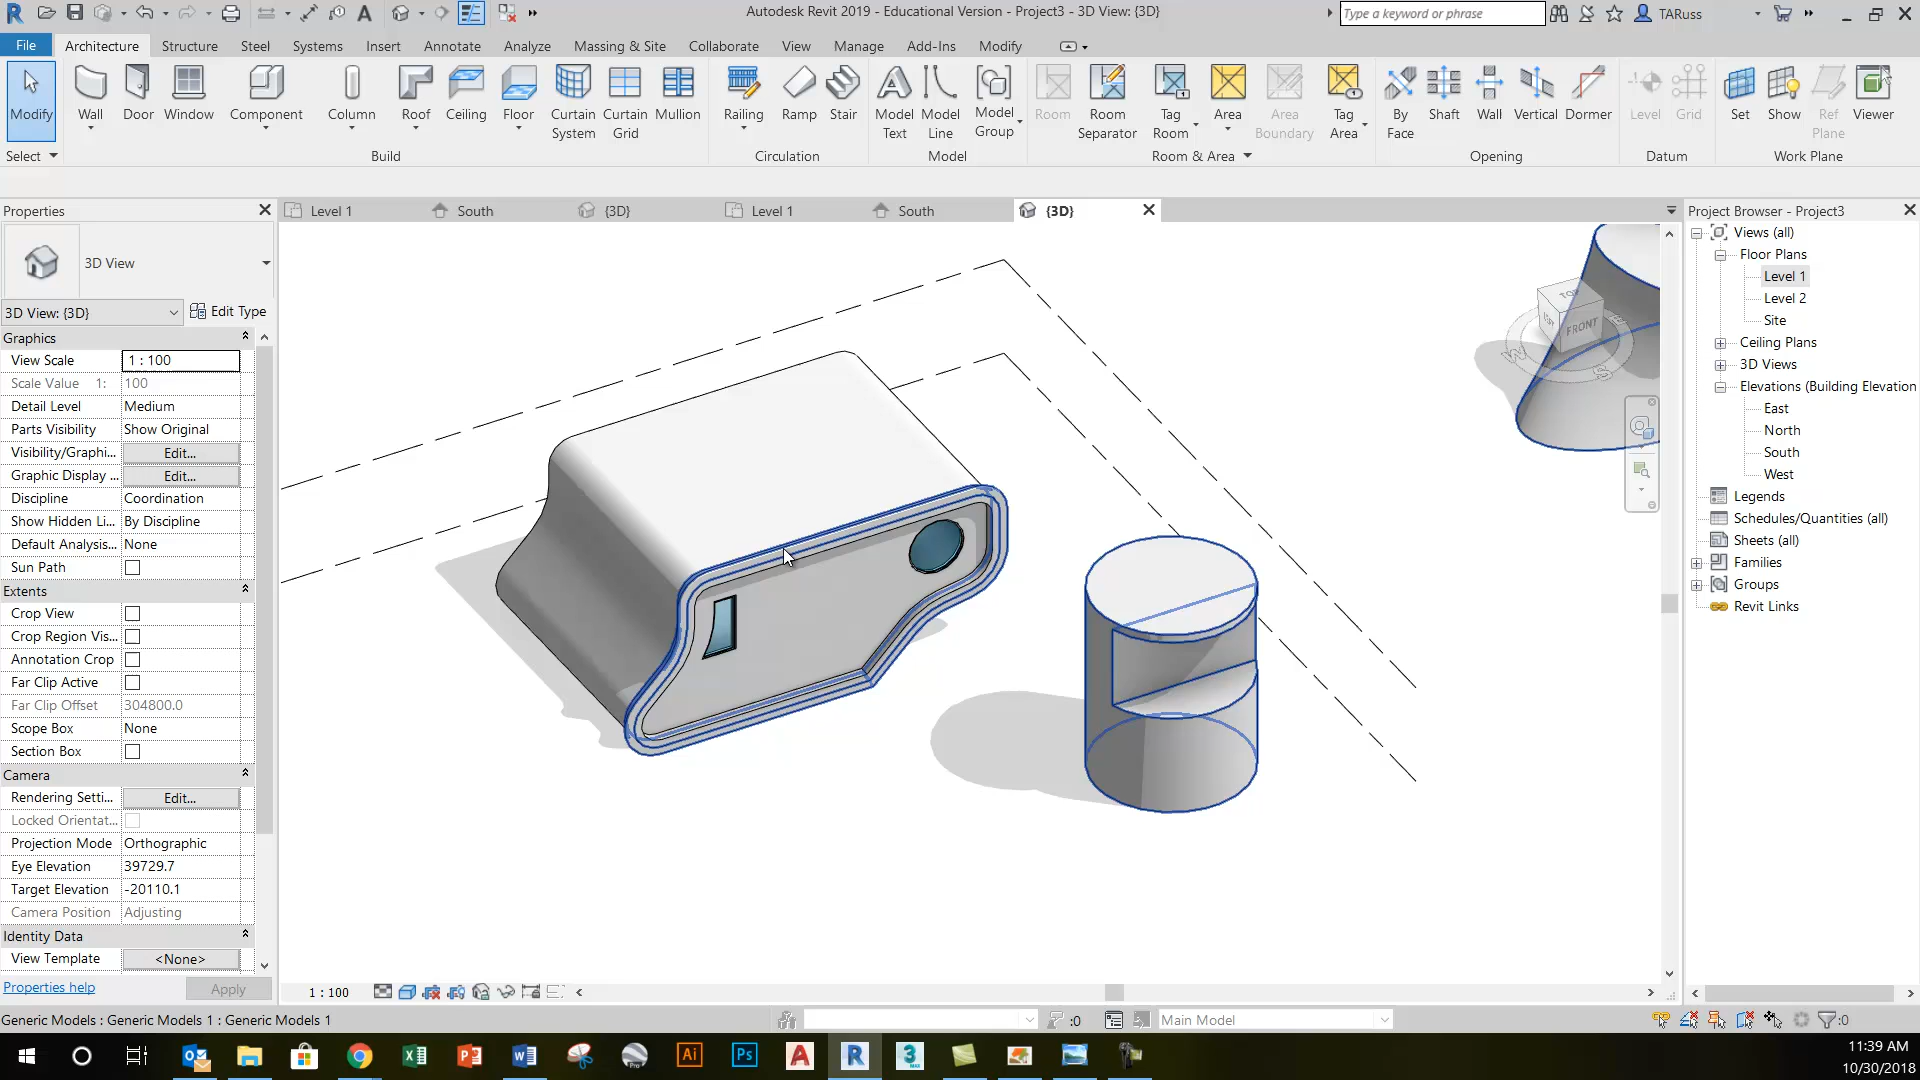 Autodesk Revit 2019 - Educational Version - Project3 - 3D View: {3D}
Type a keyword or phrase
TARuss
File Architecture Structure Steel Systems Insert Annotate Analyze Massing & Site Collaborate View Manage Add-Ins Modify
Modify Wall Door Window Component Column Roof Ceiling Floor Curtain System Curtain Grid Mullion Railing Ramp Stair Model Text Model Line Model Group Room Room Separator Tag Room Area Area Boundary Tag Area By Face Shaft Wall Vertical Dormer Level Grid Set Show Ref Plane Viewer
Select Build Circulation Model Room & Area Opening Datum Work Plane
Properties
Level 1 South {3D} Level 1 South {3D}
Project Browser - Project3
3D View
3D View: {3D} Edit Type
Graphics
View Scale 1 : 100
Scale Value 1: 100
Detail Level Medium
Parts Visibility Show Original
Visibility/Graphi... Edit...
Graphic Display ... Edit...
Discipline Coordination
Show Hidden Li... By Discipline
Default Analysis... None
Sun Path
Extents
Crop View
Crop Region Vis...
Annotation Crop
Far Clip Active
Far Clip Offset 304800.0
Scope Box None
Section Box
Camera
Rendering Setti... Edit...
Locked Orientat...
Projection Mode Orthographic
Eye Elevation 39729.7
Target Elevation -20110.1
Camera Position Adjusting
Identity Data
View Template <None>
Properties help Apply
TOP
FRONT
W
S
E
Views (all)
Floor Plans
Level 1
Level 2
Site
Ceiling Plans
3D Views
Elevations (Building Elevation
East
North
South
West
Legends
Schedules/Quantities (all)
Sheets (all)
Families
Groups
Revit Links
1 : 100
Generic Models : Generic Models 1 : Generic Models 1
:0
Main Model
:0
Ai
Ps
11:39 AM
10/30/2018